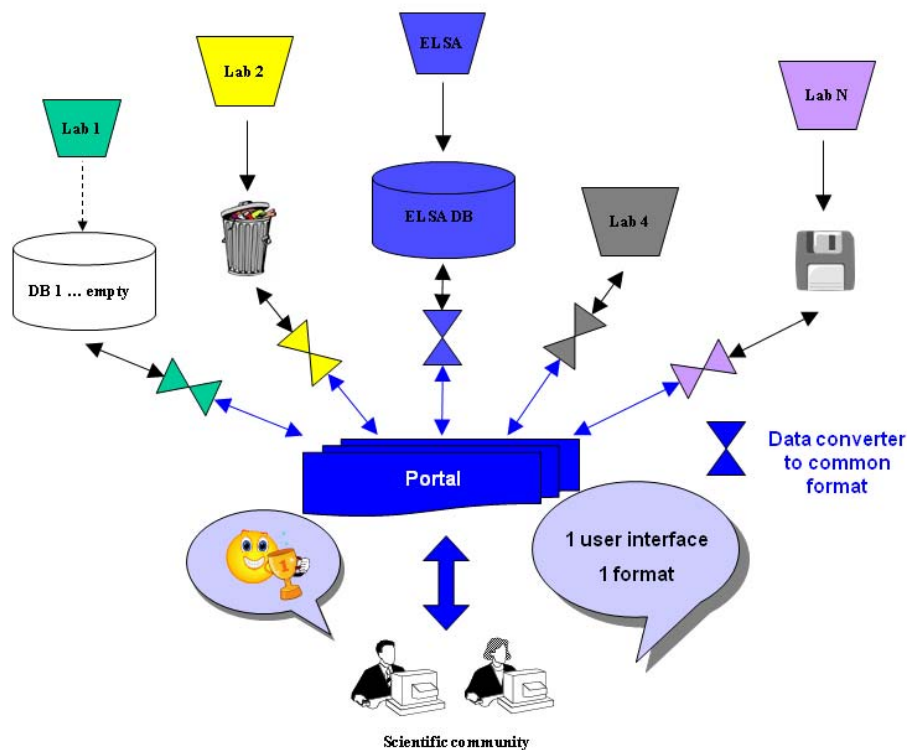 ELSA
Lab 2
Lab N
Lab 1
ELSA DB
Lab 4
DB 1 ... empty
Portal
Data converter
to common
format
1 user interface
1 format
1
Scientific community